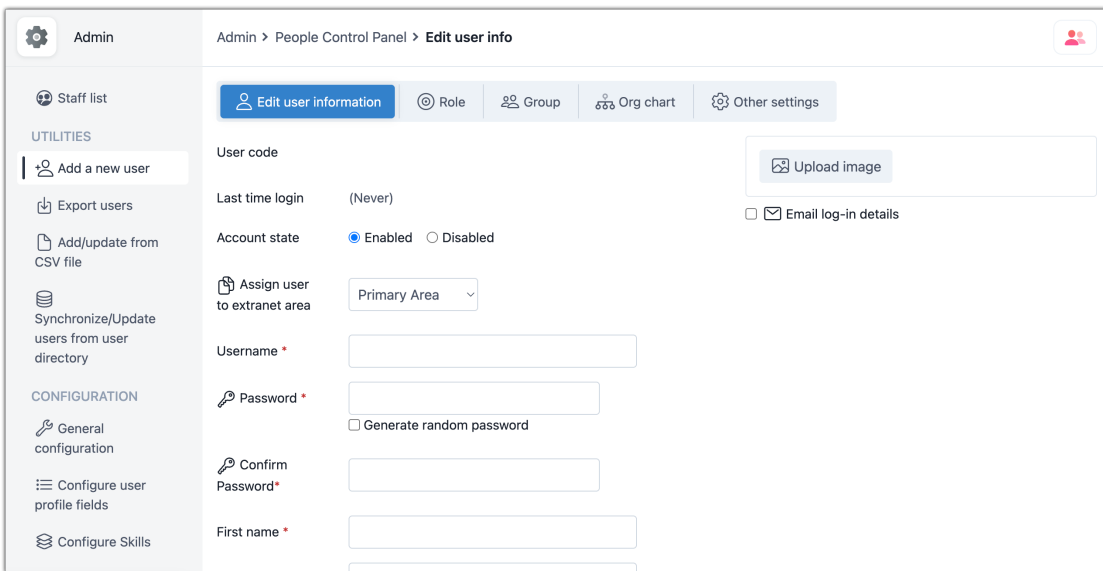 Admin
Admin > People Control Panel > Edit user info
Staff list
UTILITIES
Add a new user
Export users
Add/update from
CSV file
Synchronize/Update
users from user
directory
CONFIGURATION
General
configuration
Configure user
profile fields
Configure Skills
Edit user information
Role
Group
Org chart
Other settings
User code
Last time login (Never)
Account state Enabled Disabled
Assign user
to extranet area
Primary Area
Username *
Password *
Generate random password
Confirm
Password*
First name *
Upload image
Email log-in details